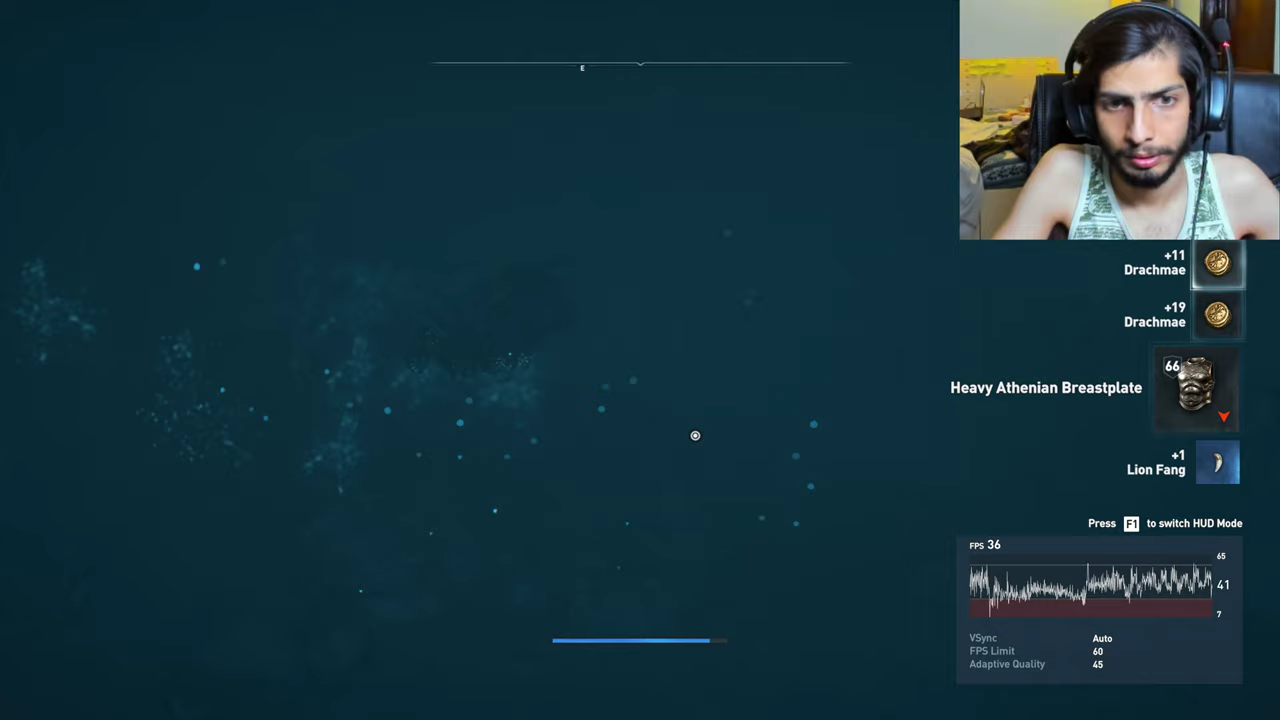 E
+11
Drachmae
+19
Drachmae
66
Heavy Athenian Breastplate
+1
Lion Fang
Press F1 to switch HUD Mode
FPS 36
65
41
7
VSync Auto
FPS Limit 60
Adaptive Quality 45